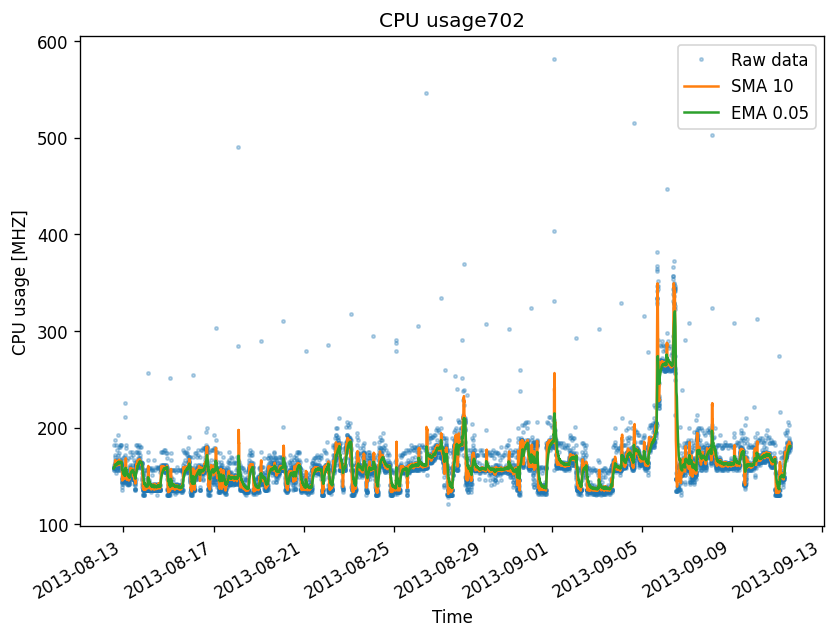 CPU usage702
600
500
400
300
200
100
CPU usage [MHZ]
Raw data
SMA 10
EMA 0.05
2013-08-13
2013-08-17
2013-08-21
2013-08-25
2013-08-29
2013-09-01
2013-09-05
2013-09-09
2013-09-13
Time